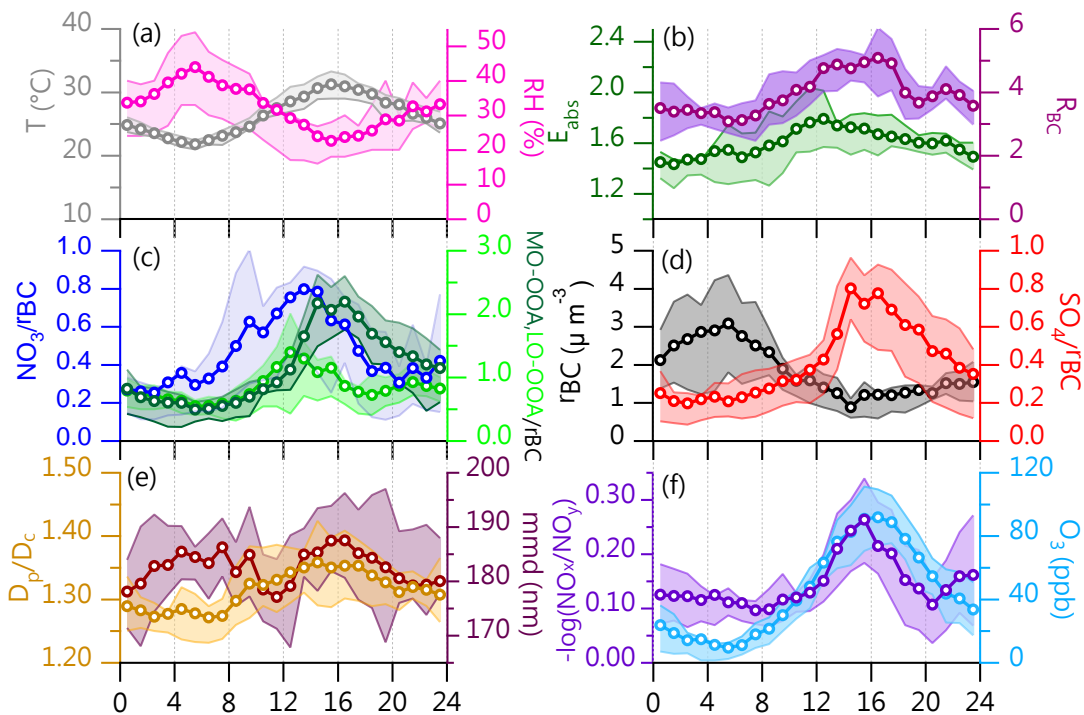 (a)
40
30
20
10
T (°C)
50
40
30
20
10
0
RH (%)
(b)
2.4
2.0
1.6
1.2
E_abs
6
4
2
0
R_BC
(c)
1.0
0.8
0.6
0.4
0.2
0.0
NO₃/rBC
3.0
2.0
1.0
0.0
MO-OOA,LO-OOA/rBC
(d)
5
4
3
2
1
0
rBC (μ m⁻³)
1.0
0.8
0.6
0.4
0.2
0.0
SO₄/rBC
(e)
1.50
1.40
1.30
1.20
D_p/D_c
200
190
180
170
mmd (nm)
0 4 8 12 16 20 24
(f)
0.30
0.20
0.10
0.00
-log(NOx/NOy)
120
80
40
0
O₃ (ppb)
0 4 8 12 16 20 24